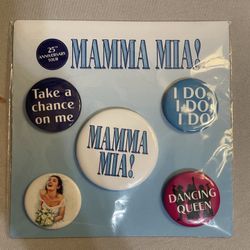 25TH
ANNIVERSARY
TOUR
MAMMA MIA!
Take a
chance
on me
I DO,
I DO,
I DO
MAMMA
MIA!
DANCING
QUEEN